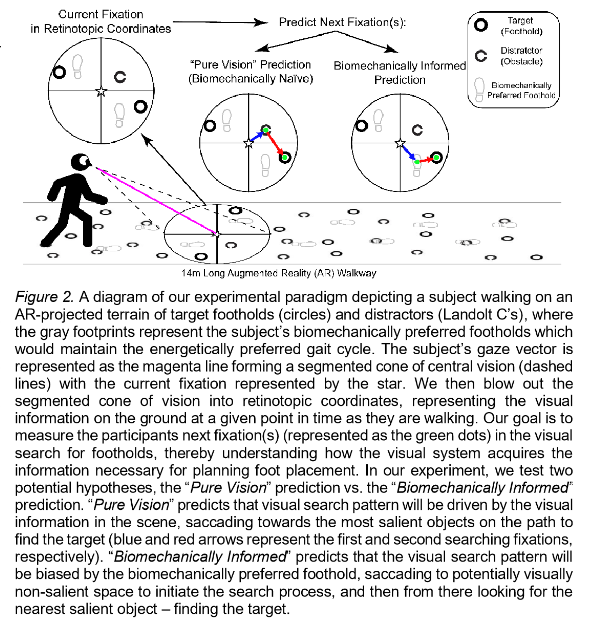 Current Fixation
in Retinotopic Coordinates
Predict Next Fixation(s):
"Pure Vision" Prediction
(Biomechanically Naïve)
Biomechanically Informed
Prediction
Target
(Foothold)
Distractor
(Obstacle)
Biomechanically
Preferred Foothold
14m Long Augmented Reality (AR) Walkway
Figure 2. A diagram of our experimental paradigm depicting a subject walking on an
AR-projected terrain of target footholds (circles) and distractors (Landolt C's), where
the gray footprints represent the subject's biomechanically preferred footholds which
would maintain the energetically preferred gait cycle. The subject's gaze vector is
represented as the magenta line forming a segmented cone of central vision (dashed
lines) with the current fixation represented by the star. We then blow out the
segmented cone of vision into retinotopic coordinates, representing the visual
information on the ground at a given point in time as they are walking. Our goal is to
measure the participants next fixation(s) (represented as the green dots) in the visual
search for footholds, thereby understanding how the visual system acquires the
information necessary for planning foot placement. In our experiment, we test two
potential hypotheses, the "Pure Vision" prediction vs. the "Biomechanically Informed"
prediction. "Pure Vision" predicts that visual search pattern will be driven by the visual
information in the scene, saccading towards the most salient objects on the path to
find the target (blue and red arrows represent the first and second searching fixations,
respectively). "Biomechanically Informed" predicts that the visual search pattern will
be biased by the biomechanically preferred foothold, saccading to potentially visually
non-salient space to initiate the search process, and then from there looking for the
nearest salient object – finding the target.